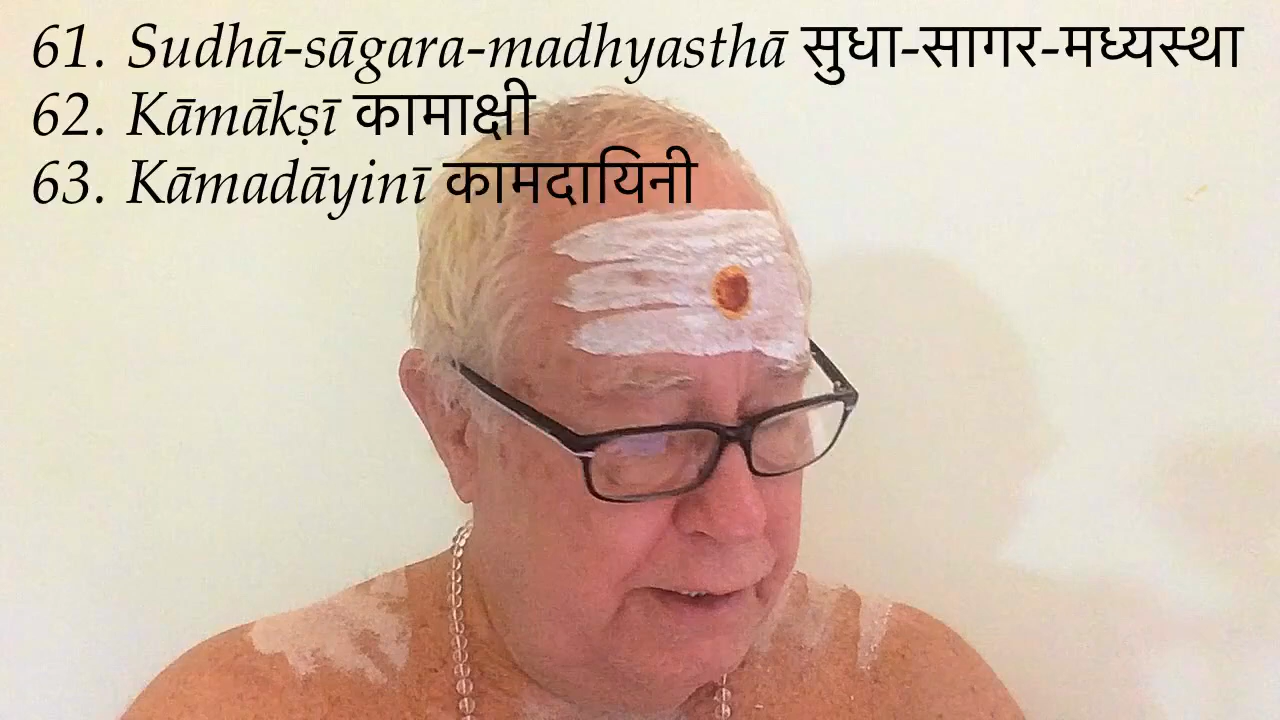 61. Sudhā-sāgara-madhyasthā सुधा-सागर-मध्यस्था
62. Kāmākṣī कामाक्षी
63. Kāmadāyinī कामदायिनी